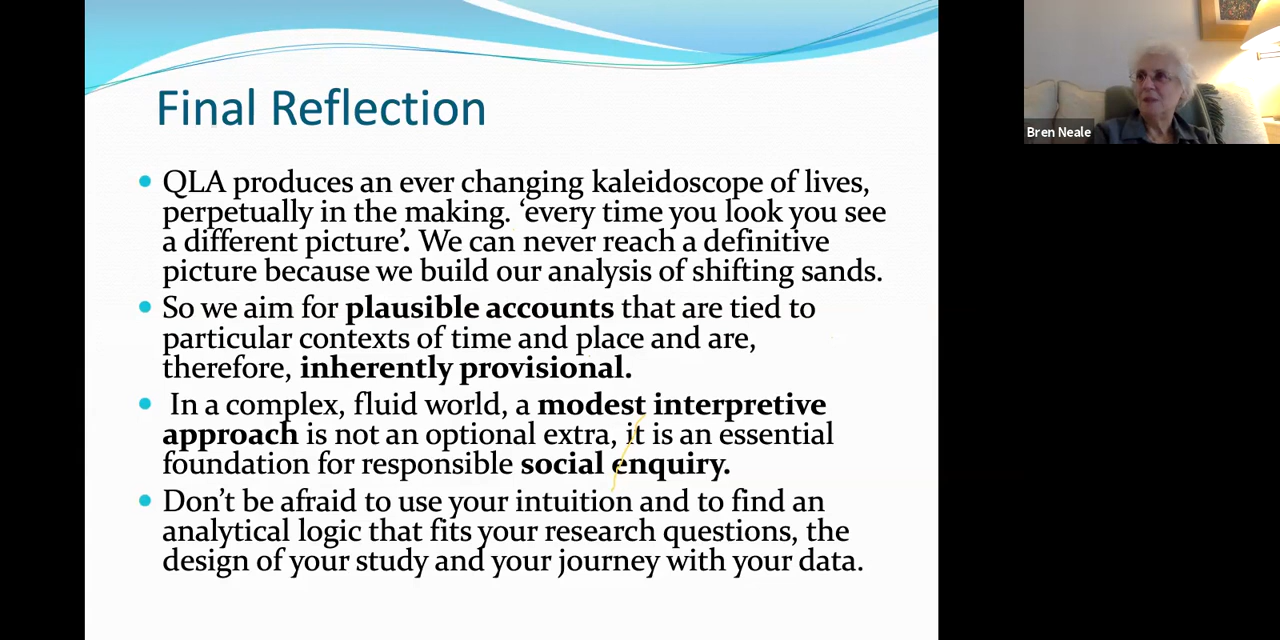 Final Reflection
• QLA produces an ever changing kaleidoscope of lives,
perpetually in the making. ‘every time you look you see
a different picture’. We can never reach a definitive
picture because we build our analysis of shifting sands.
• So we aim for plausible accounts that are tied to
particular contexts of time and place and are,
therefore, inherently provisional.
• In a complex, fluid world, a modest interpretive
approach is not an optional extra, it is an essential
foundation for responsible social enquiry.
• Don’t be afraid to use your intuition and to find an
analytical logic that fits your research questions, the
design of your study and your journey with your data.
Bren Neale